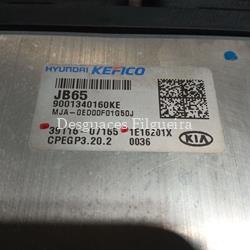 HYUNDAI KEFICO
JB65
9001340160KE
MJA-0ED00F01G50J
Desguaces Filgueira
39116-07165 1E16201X
CPEGP3.20.2 0036
KIA